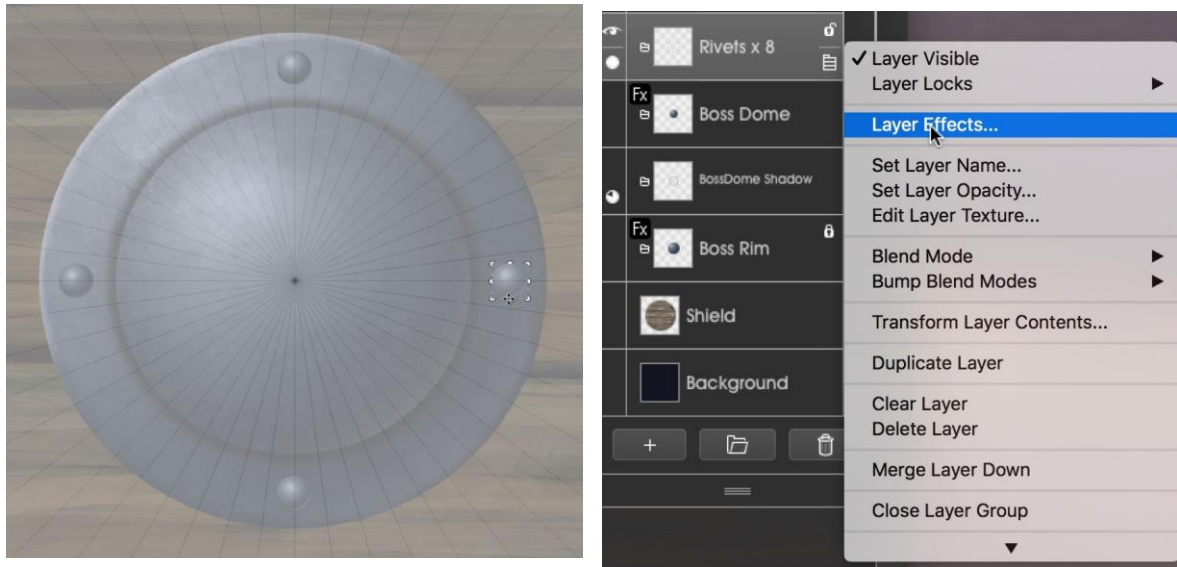 Rivets x 8
Fx
Boss Dome
BossDome Shadow
Fx
Boss Rim
Shield
Background
+
✓ Layer Visible
Layer Locks
Layer Effects...
Set Layer Name...
Set Layer Opacity...
Edit Layer Texture...
Blend Mode
Bump Blend Modes
Transform Layer Contents...
Duplicate Layer
Clear Layer
Delete Layer
Merge Layer Down
Close Layer Group